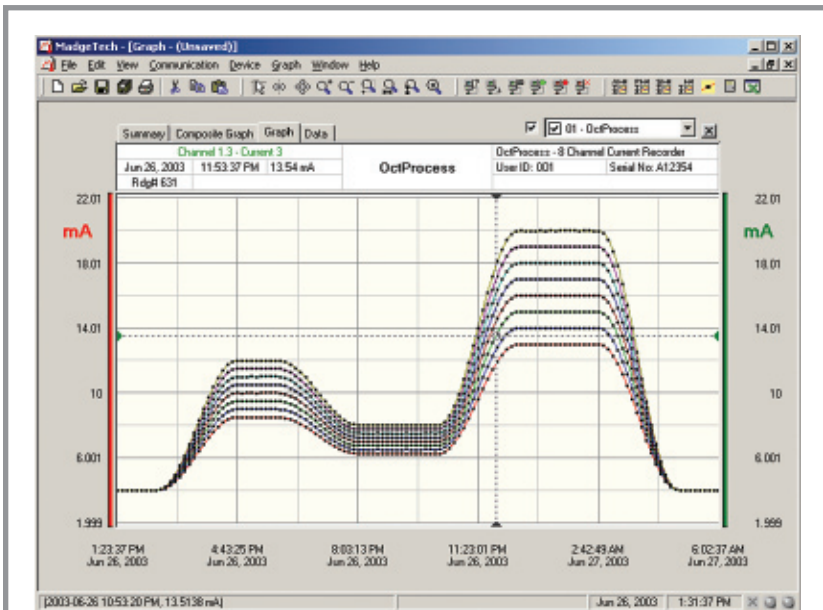 MadgeTech - [Graph - (Unsaved)]
File Edit View Communication Device Graph Window Help
Summary Composite Graph Graph Data
01 - OctProcess
Channel 1.3 - Current 3
Jun 26, 2003 11:53:37 PM 13.54 mA
Rdg# 631
OctProcess
OctProcess - 8 Channel Current Recorder
User ID: 001 Serial No: A12354
22.01 22.01
mA mA
18.01 18.01
14.01 14.01
10 10
6.001 6.001
1.999 1.999
1:23:37 PM 4:43:25 PM 8:03:13 PM 11:23:01 PM 2:42:49 AM 6:02:37 AM
Jun 26, 2003 Jun 26, 2003 Jun 26, 2003 Jun 26, 2003 Jun 27, 2003 Jun 27, 2003
[2003-06-26 10:53:20 PM, 13.5138 mA] Jun 26, 2003 1:31:37 PM